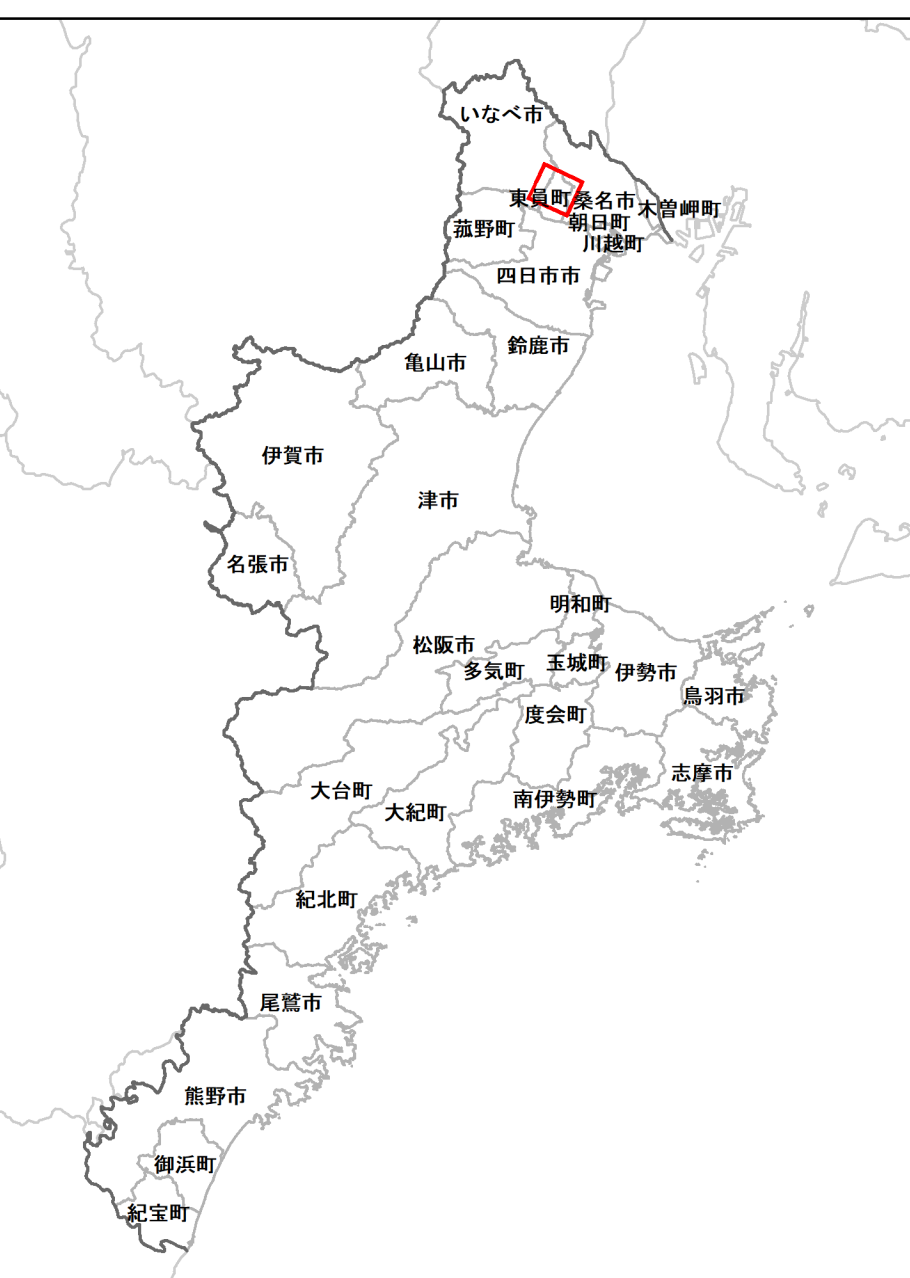 いなべ市
東員町
桑名市
木曽岬町
菰野町
朝日町
川越町
四日市市
鈴鹿市
亀山市
伊賀市
津市
名張市
明和町
松阪市
多気町
玉城町
伊勢市
鳥羽市
度会町
志摩市
大台町
南伊勢町
大紀町
紀北町
尾鷲市
熊野市
御浜町
紀宝町